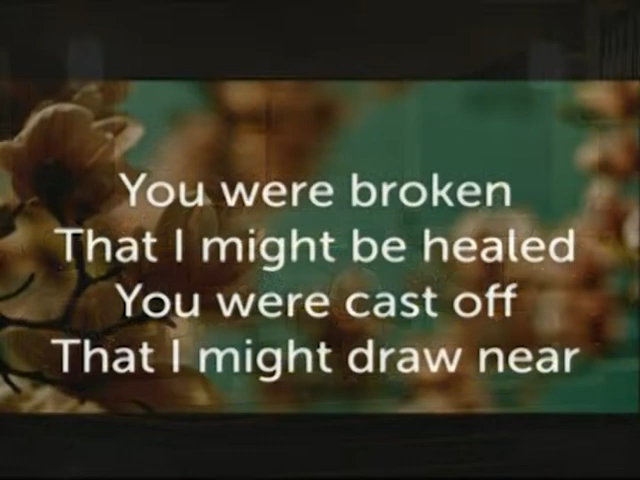 You were broken
That I might be healed
You were cast off
That I might draw near